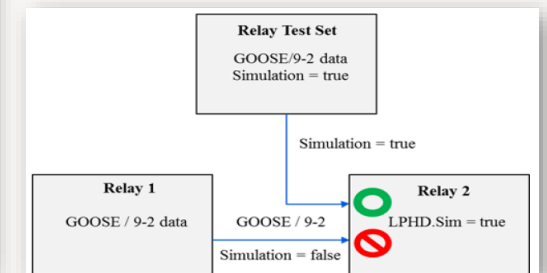 Relay Test Set
GOOSE/9-2 data
Simulation = true
Simulation = true
Relay 1
GOOSE / 9-2 data
GOOSE / 9-2
Simulation = false
Relay 2
LPHD.Sim = true